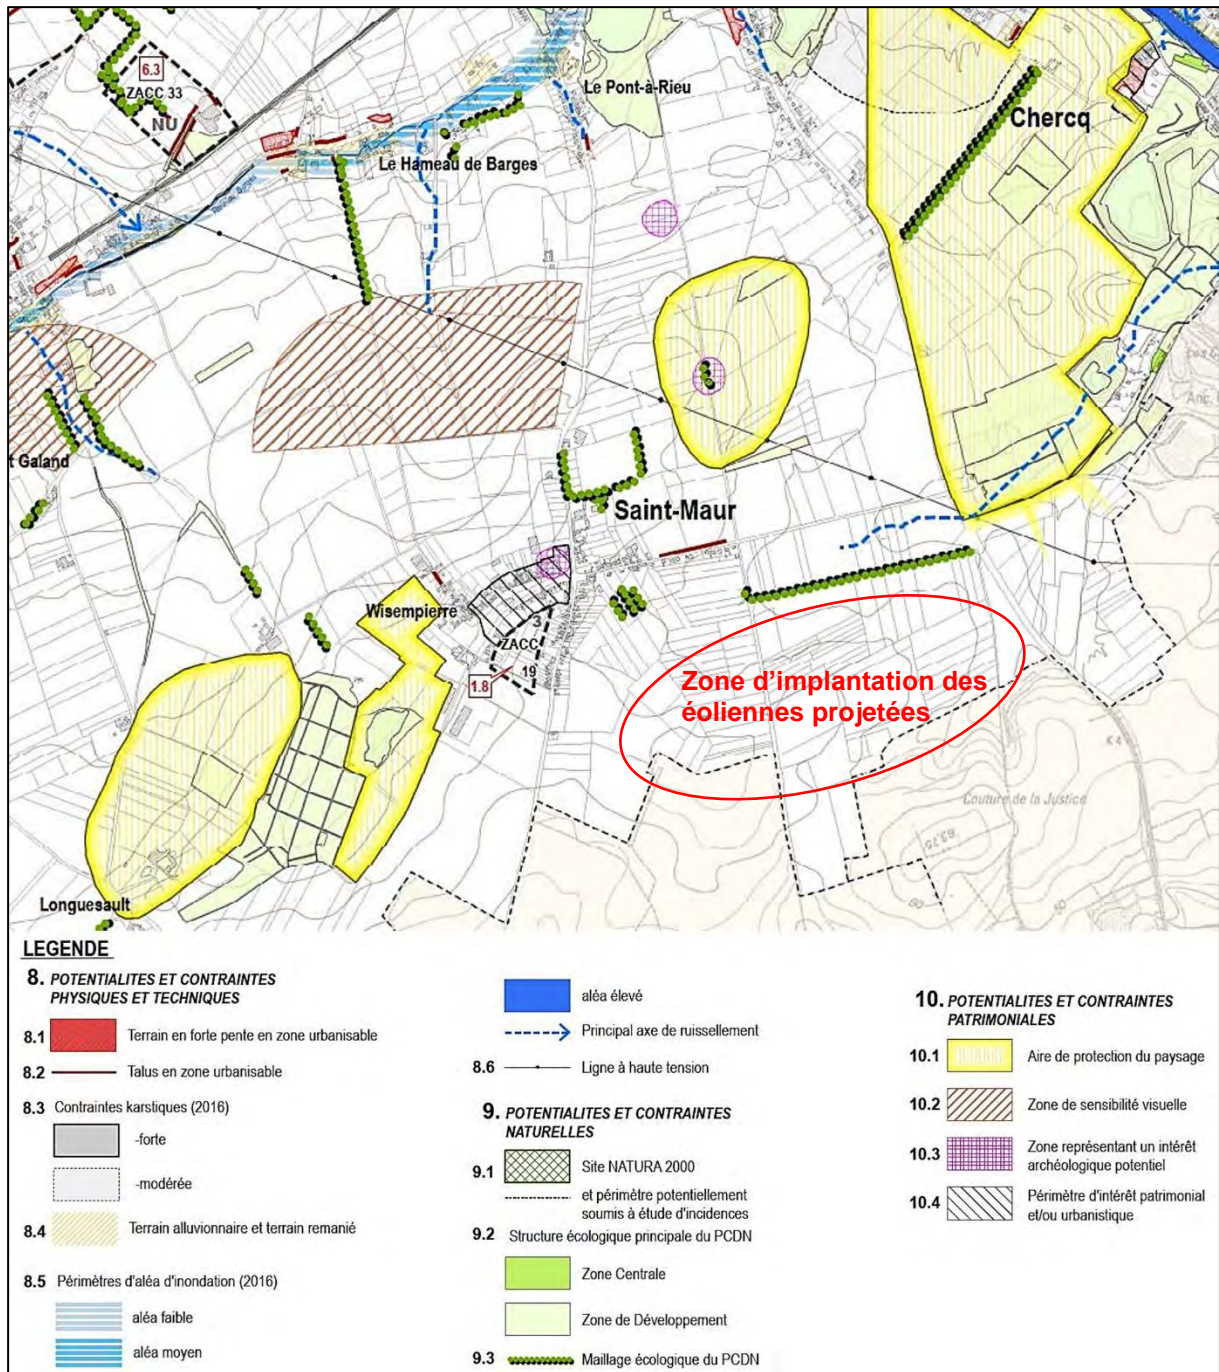 6.3
ZACC 33
NU
Le Pont-à-Rieu
Chercq
Le Hameau de Barges
t Galand
Saint-Maur
Wisempierre
3
ZACC
19
1.8
Zone d'implantation des
éoliennes projetées
K 4
Couture de la Justice
63,75
60
60
Longuesault
LEGENDE
8. POTENTIALITES ET CONTRAINTES
PHYSIQUES ET TECHNIQUES
8.1 Terrain en forte pente en zone urbanisable
8.2 Talus en zone urbanisable
8.3 Contraintes karstiques (2016)
-forte
-modérée
8.4 Terrain alluvionnaire et terrain remanié
8.5 Périmètres d'aléa d'inondation (2016)
aléa faible
aléa moyen
aléa élevé
Principal axe de ruissellement
8.6 Ligne à haute tension
9. POTENTIALITES ET CONTRAINTES
NATURELLES
9.1 Site NATURA 2000
et périmètre potentiellement
soumis à étude d'incidences
9.2 Structure écologique principale du PCDN
Zone Centrale
Zone de Développement
9.3 Maillage écologique du PCDN
10. POTENTIALITES ET CONTRAINTES
PATRIMONIALES
10.1 Aire de protection du paysage
10.2 Zone de sensibilité visuelle
10.3 Zone représentant un intérêt
archéologique potentiel
10.4 Périmètre d'intérêt patrimonial
et/ou urbanistique